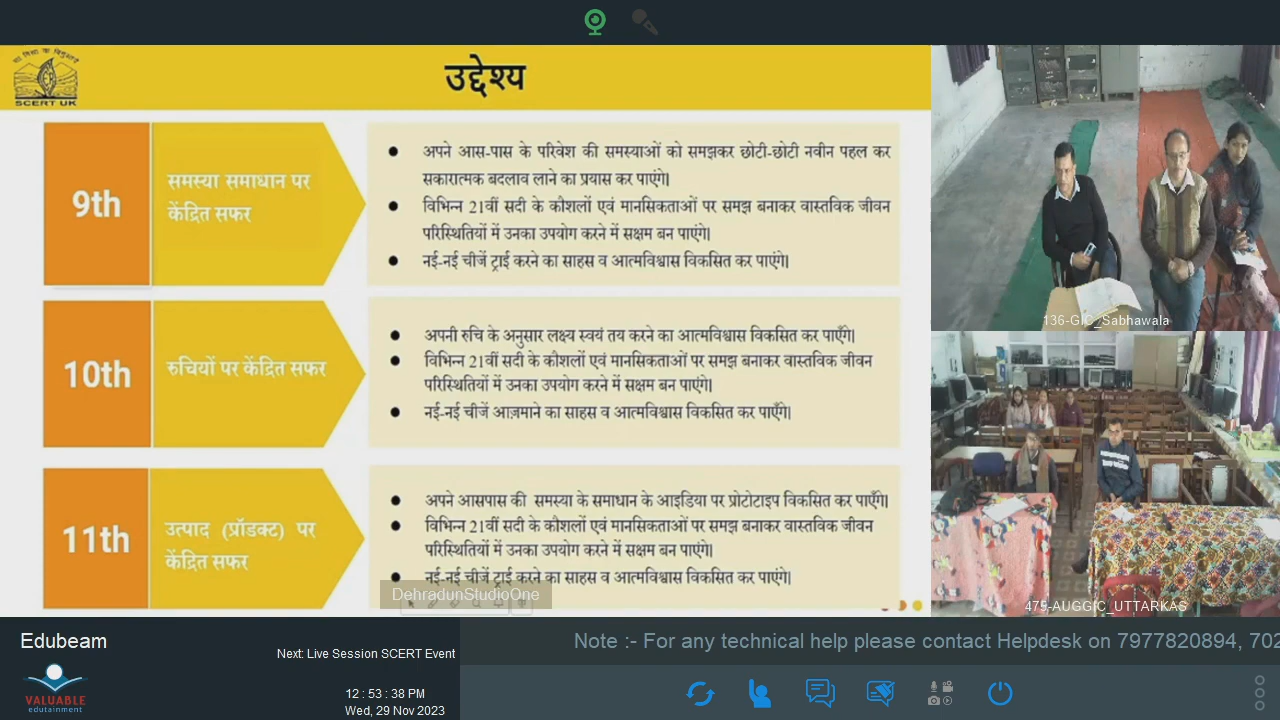 SCERT UK
उद्देश्य
9th
समस्या समाधान पर
केंद्रित सफर
अपने आस-पास के परिवेश की समस्याओं को समझकर छोटी-छोटी नवीन पहल कर
सकारात्मक बदलाव लाने का प्रयास कर पाएंगे।
विभिन्न 21वीं सदी के कौशलों एवं मानसिकताओं पर समझ बनाकर वास्तविक जीवन
परिस्थितियों में उनका उपयोग करने में सक्षम बन पाएंगे।
नई-नई चीजें ट्राई करने का साहस व आत्मविश्वास विकसित कर पाएंगे।
10th
रुचियों पर केंद्रित सफर
अपनी रुचि के अनुसार लक्ष्य स्वयं तय करने का आत्मविश्वास विकसित कर पाएँगे।
विभिन्न 21वीं सदी के कौशलों एवं मानसिकताओं पर समझ बनाकर वास्तविक जीवन
परिस्थितियों में उनका उपयोग करने में सक्षम बन पाएंगे।
नई-नई चीजें आज़माने का साहस व आत्मविश्वास विकसित कर पाएँगे।
11th
उत्पाद (प्रॉडक्ट) पर
केंद्रित सफर
अपने आसपास की समस्या के समाधान के आइडिया पर प्रोटोटाइप विकसित कर पाएँगे।
विभिन्न 21वीं सदी के कौशलों एवं मानसिकताओं पर समझ बनाकर वास्तविक जीवन
परिस्थितियों में उनका उपयोग करने में सक्षम बन पाएंगे।
नई-नई चीजें ट्राई करने का साहस व आत्मविश्वास विकसित कर पाएंगे।
DehradunStudioOne
136-GIC_Sabhawala
475-AUGGIC_UTTARKAS
Edubeam
Next: Live Session SCERT Event
VALUABLE
edutainment
12 : 53 : 38 PM
Wed, 29 Nov 2023
Note :- For any technical help please contact Helpdesk on 7977820894, 702